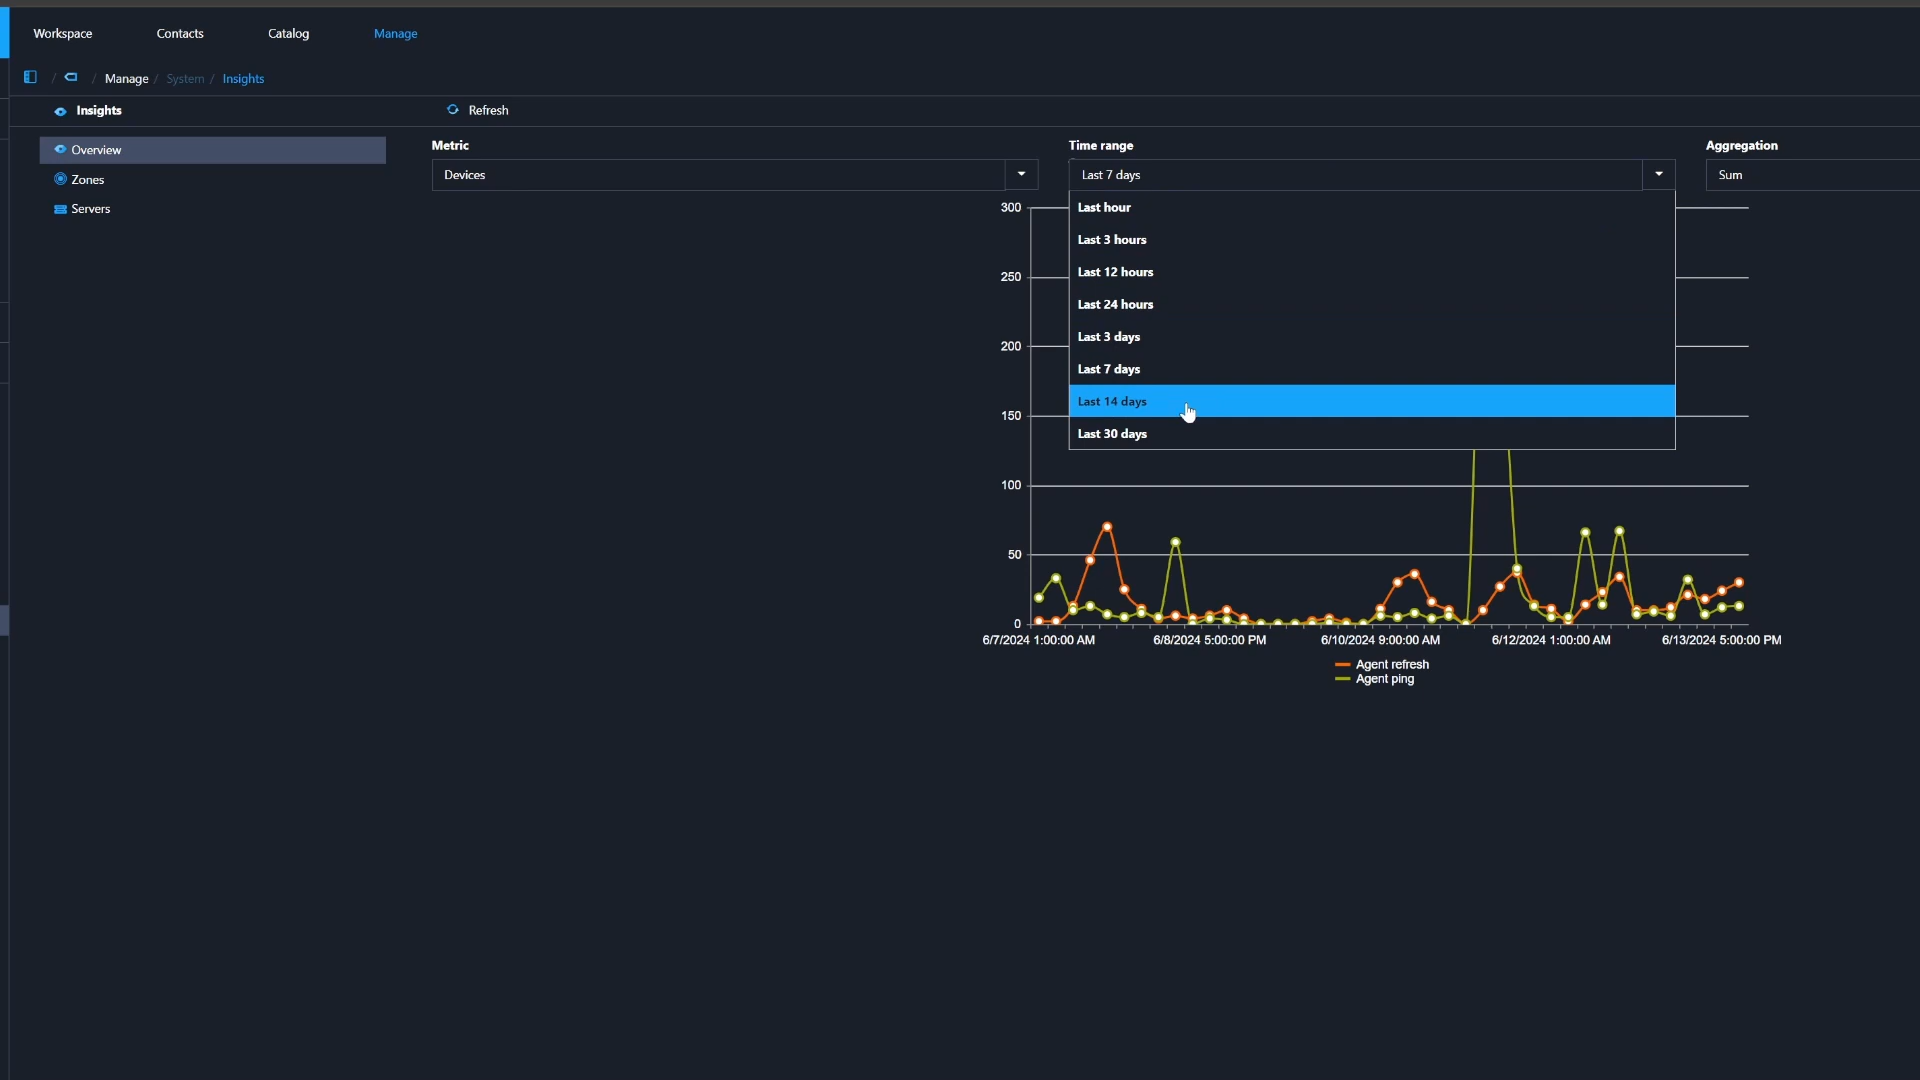 Workspace Contacts Catalog Manage
/ / Manage / System / Insights
Insights
Refresh
Overview
Zones
Servers
Metric
Devices
Time range
Last 7 days
Last hour
Last 3 hours
Last 12 hours
Last 24 hours
Last 3 days
Last 7 days
Last 14 days
Last 30 days
Aggregation
Sum
300
250
200
150
100
50
0
6/7/2024 1:00:00 AM 6/8/2024 5:00:00 PM 6/10/2024 9:00:00 AM 6/12/2024 1:00:00 AM 6/13/2024 5:00:00 PM
Agent refresh
Agent ping